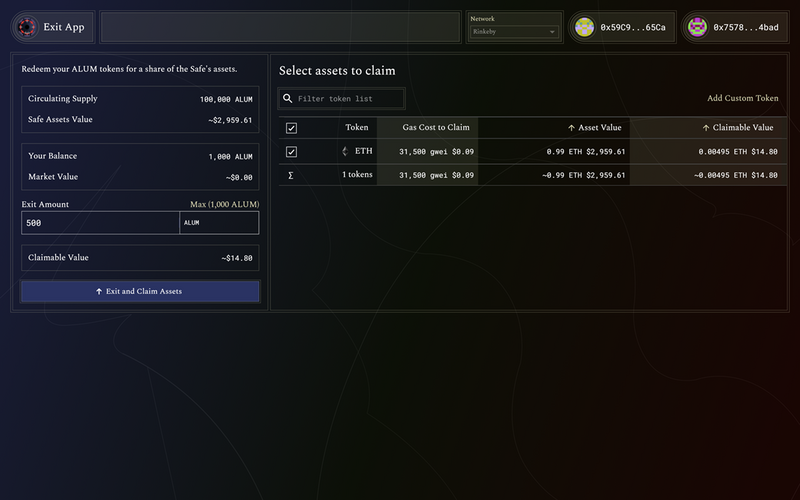 Exit App
Network
Rinkeby
0x59C9...65Ca
0x7578...4bad
Redeem your ALUM tokens for a share of the Safe's assets.
Circulating Supply 100,000 ALUM
Safe Assets Value ~$2,959.61
Your Balance 1,000 ALUM
Market Value ~$0.00
Exit Amount Max (1,000 ALUM)
500 ALUM
Claimable Value ~$14.80
↑ Exit and Claim Assets
Select assets to claim
Filter token list
Add Custom Token
Token Gas Cost to Claim ↑ Asset Value ↑ Claimable Value
ETH 31,500 gwei $0.09 0.99 ETH $2,959.61 0.00495 ETH $14.80
Σ 1 tokens 31,500 gwei $0.09 ~0.99 ETH $2,959.61 ~0.00495 ETH $14.80